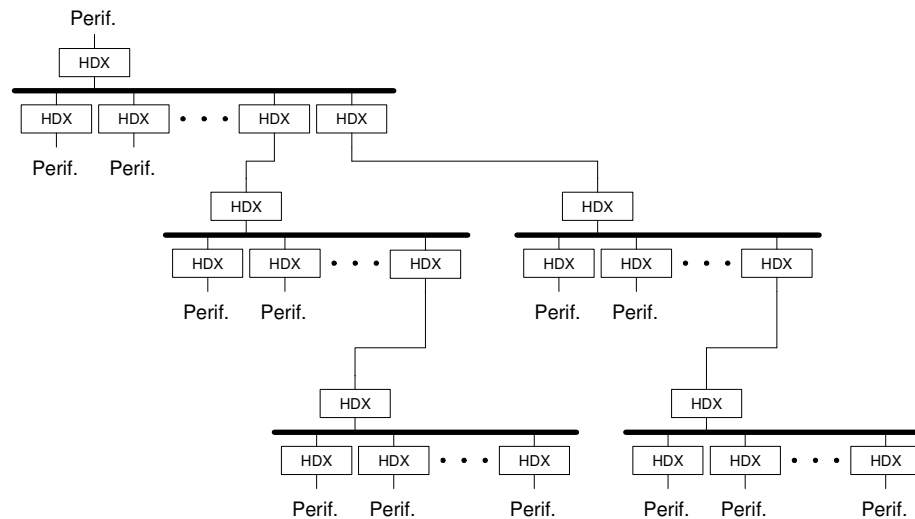 Perif.
HDX
HDX HDX HDX HDX
Perif. Perif.
HDX HDX
HDX HDX HDX HDX HDX HDX
Perif. Perif. Perif. Perif.
HDX HDX
HDX HDX HDX HDX HDX HDX
Perif. Perif. Perif. Perif. Perif. Perif.